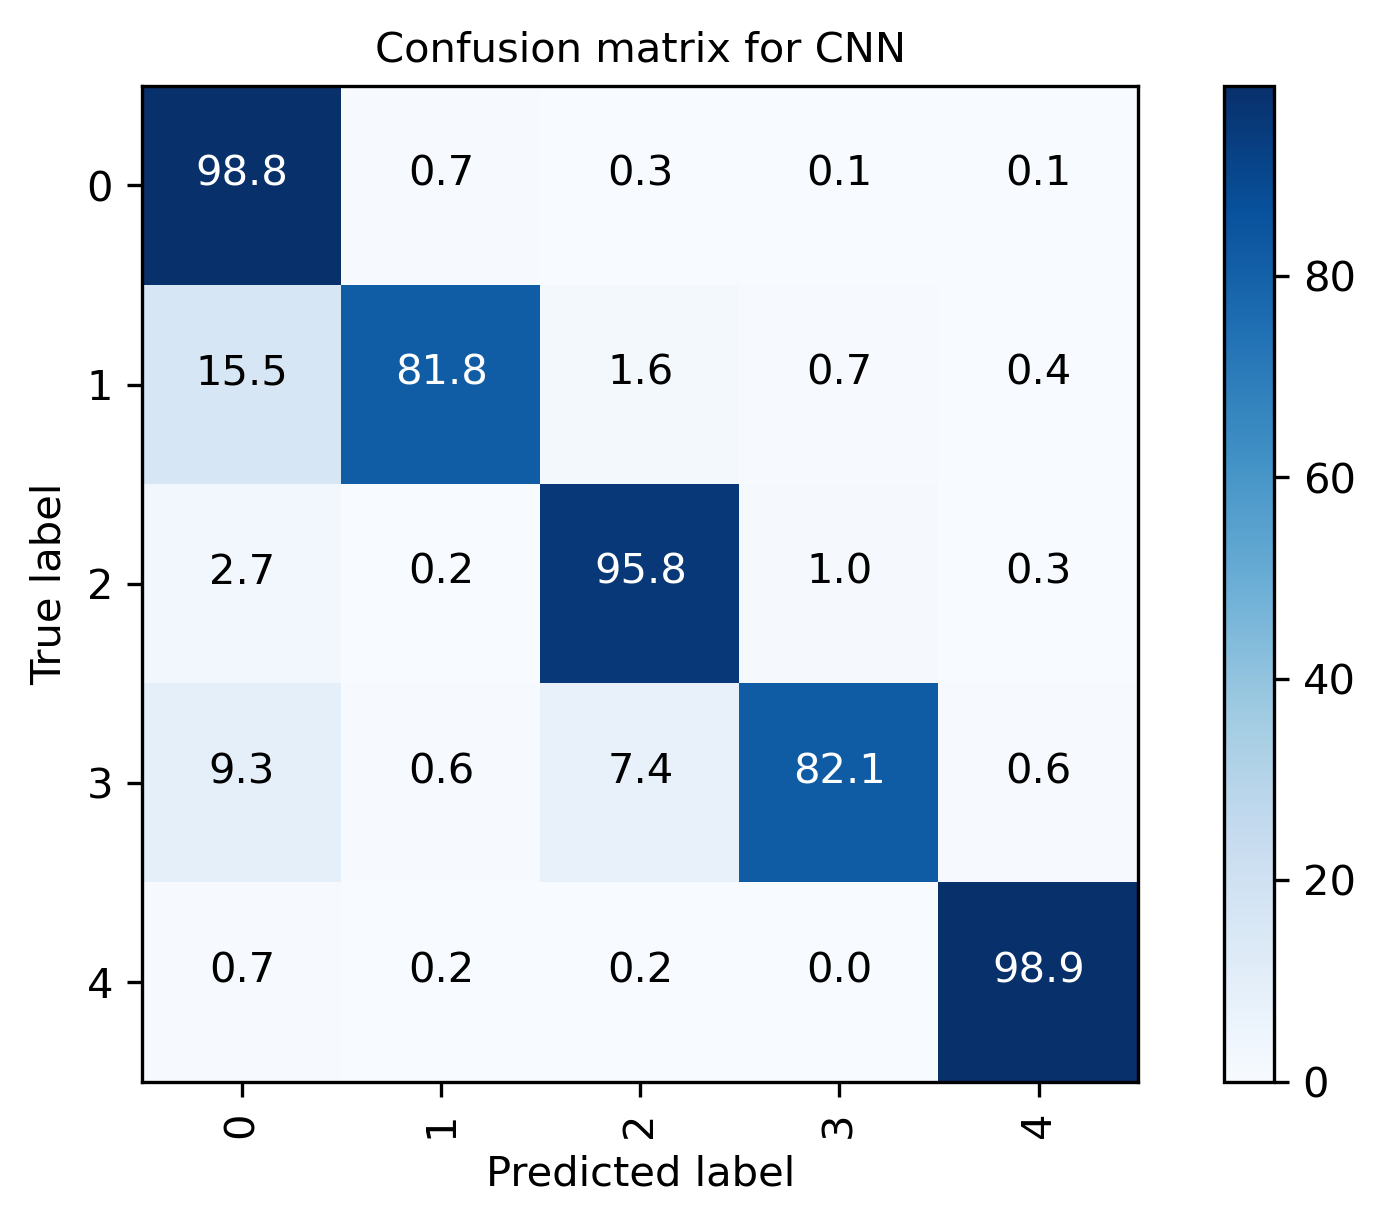 Confusion matrix for CNN
0 98.8 0.7 0.3 0.1 0.1
1 15.5 81.8 1.6 0.7 0.4
2 2.7 0.2 95.8 1.0 0.3
3 9.3 0.6 7.4 82.1 0.6
4 0.7 0.2 0.2 0.0 98.9
0 1 2 3 4
Predicted label
True label
80
60
40
20
0